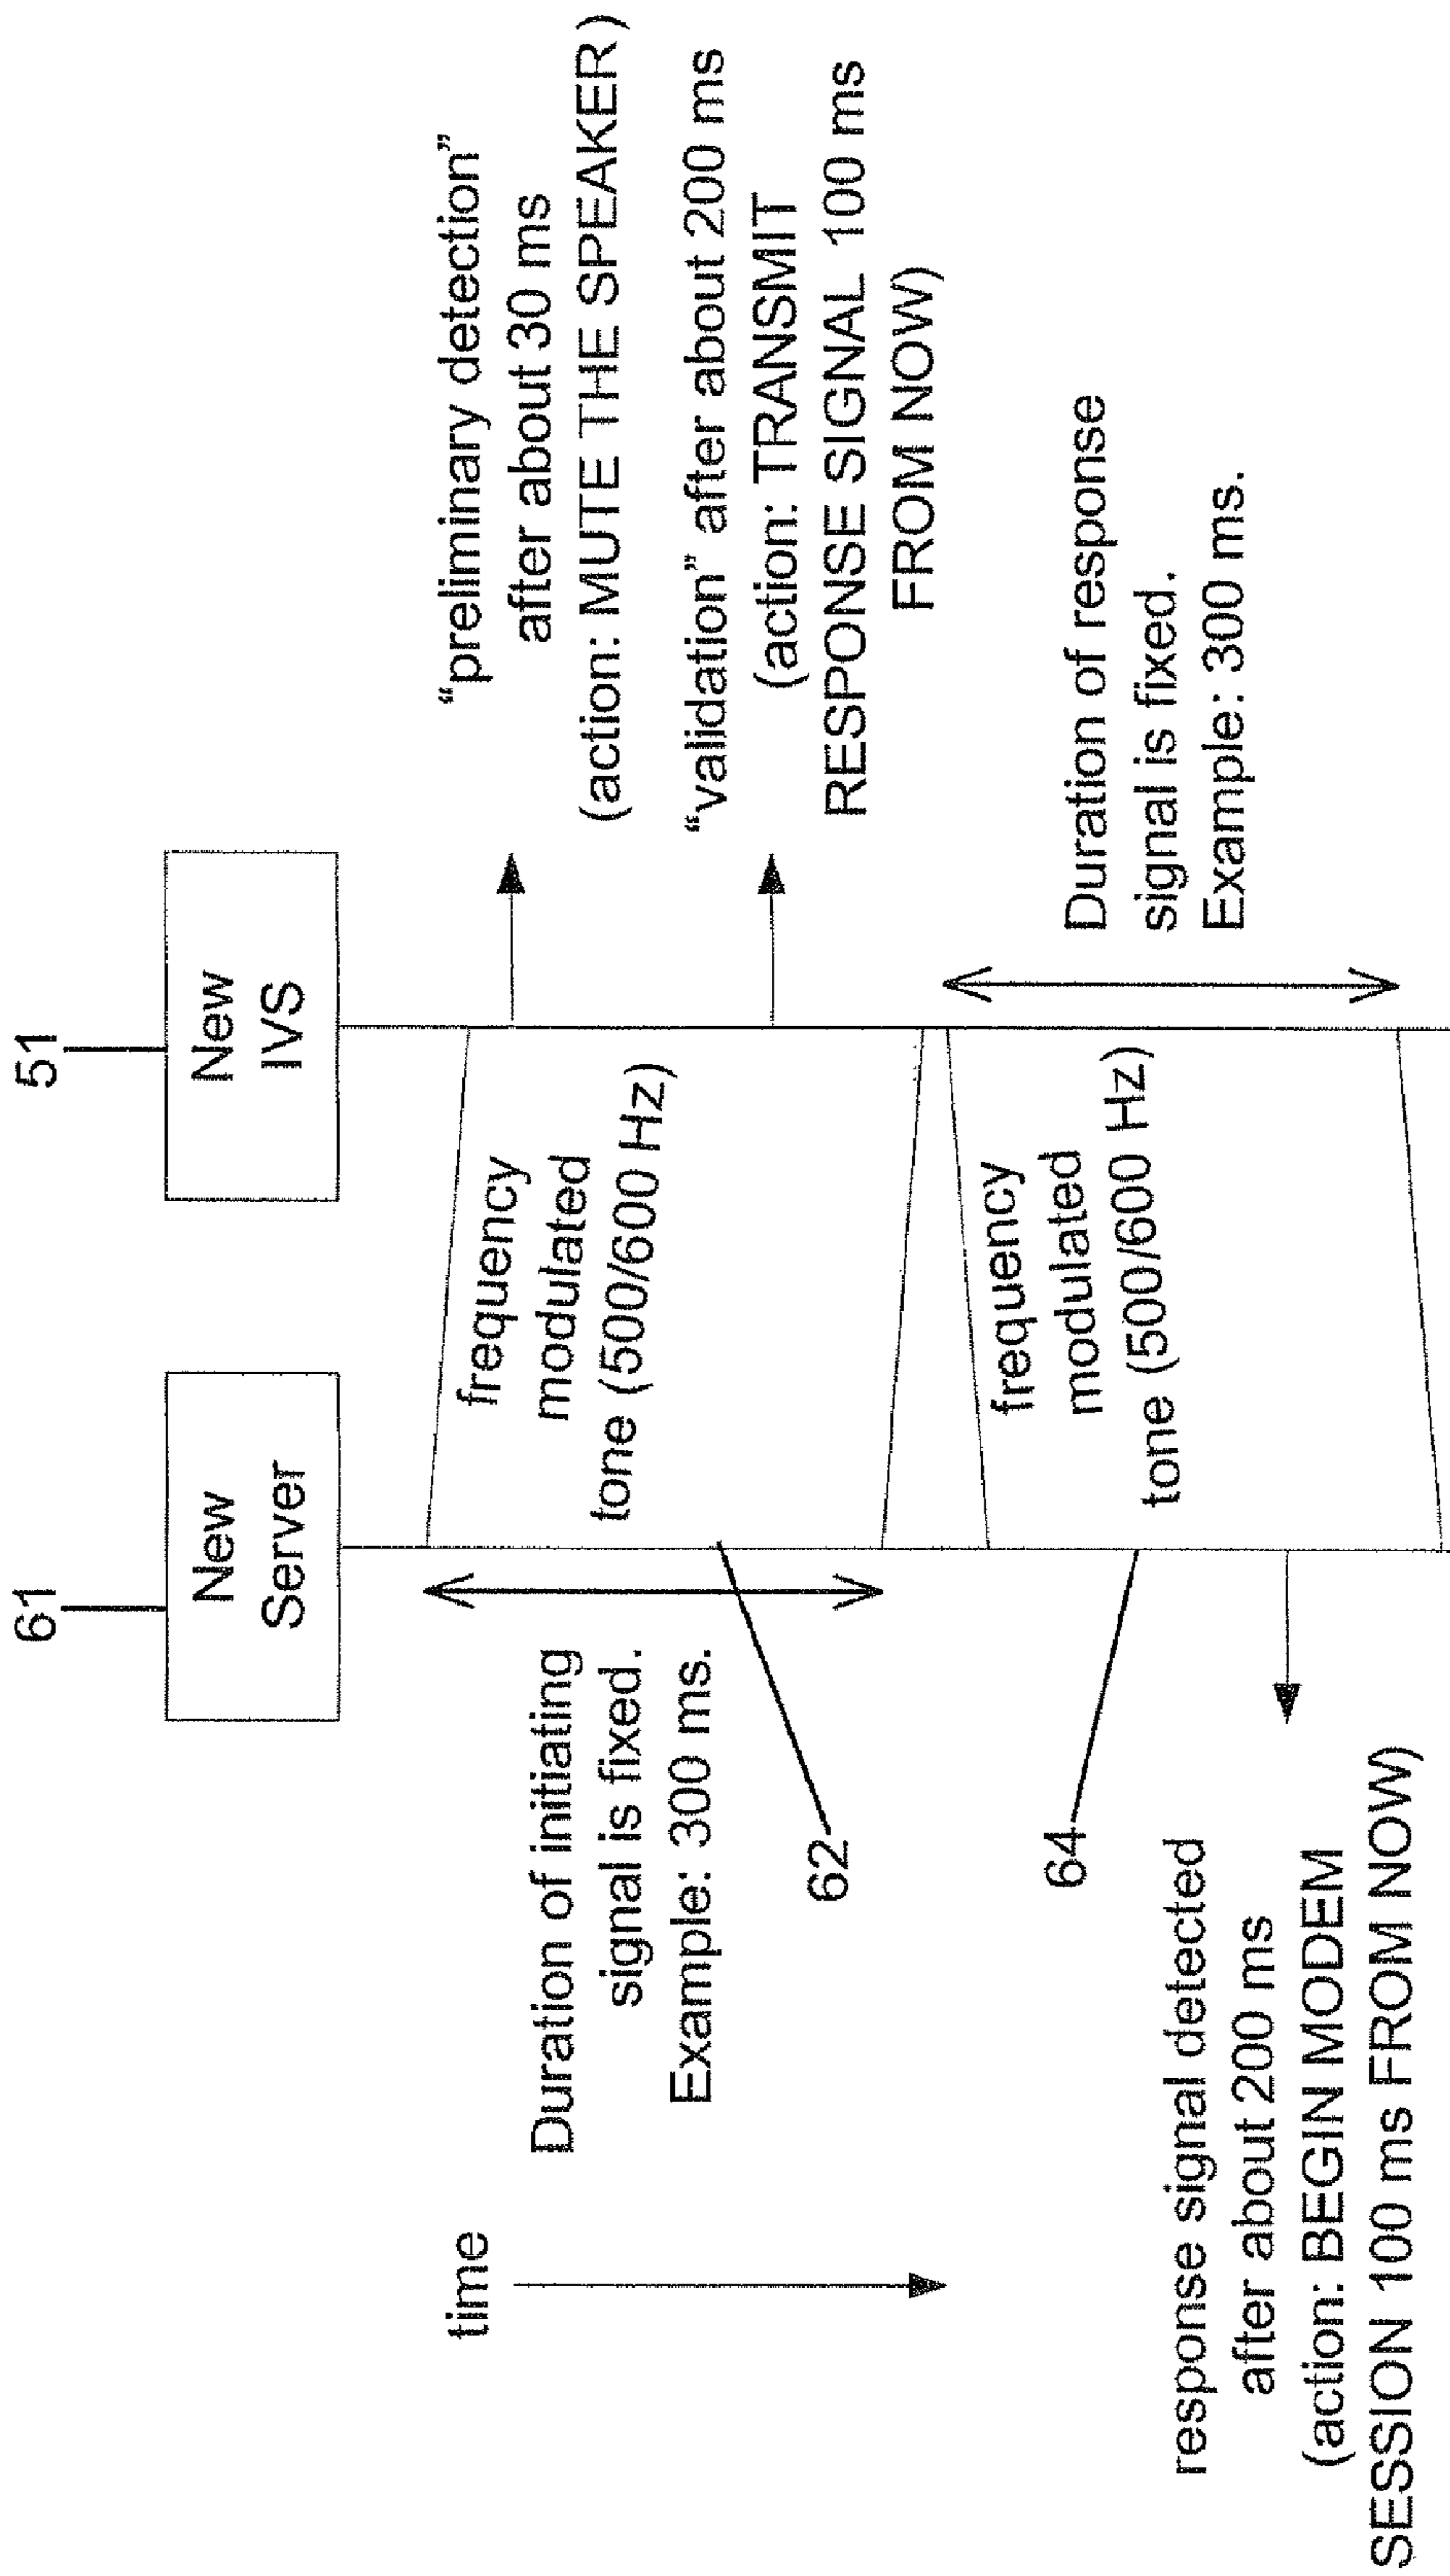 61
New
Server
51
New
IVS
time
Duration of initiating
signal is fixed.
Example: 300 ms.
62
frequency
modulated
tone (500/600 Hz)
“preliminary detection”
after about 30 ms
(action: MUTE THE SPEAKER)
“validation” after about 200 ms
(action: TRANSMIT
RESPONSE SIGNAL 100 ms
FROM NOW)
64
frequency
modulated
tone (500/600 Hz)
Duration of response
signal is fixed.
Example: 300 ms.
response signal detected
after about 200 ms
(action: BEGIN MODEM
SESSION 100 ms FROM NOW)